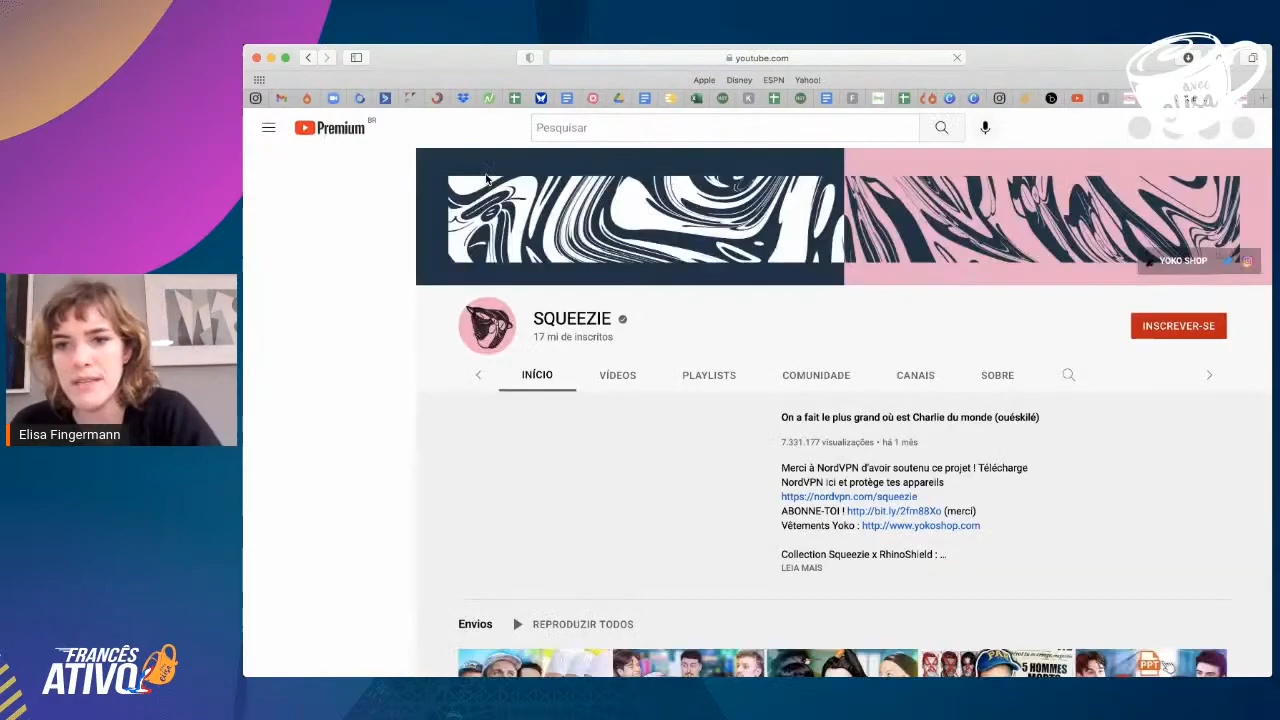 youtube.com
Apple Disney ESPN Yahoo!
avec
Premium BR
Pesquisar
YOKO SHOP
SQUEEZIE
17 mi de inscritos
INSCREVER-SE
INÍCIO VÍDEOS PLAYLISTS COMUNIDADE CANAIS SOBRE
On a fait le plus grand où est Charlie du monde (ouéskilé)
7.331.177 visualizações • há 1 mês
Merci à NordVPN d'avoir soutenu ce projet ! Télécharge
NordVPN ici et protège tes appareils
https://nordvpn.com/squeezie
ABONNE-TOI ! http://bit.ly/2fm88Xo (merci)
Vêtements Yoko : http://www.yokoshop.com
Collection Squeezie x RhinoShield : ...
LEIA MAIS
Elisa Fingermann
Envios REPRODUZIR TODOS
5 HOMMES
PPT
FRANCÊS
ATIVO